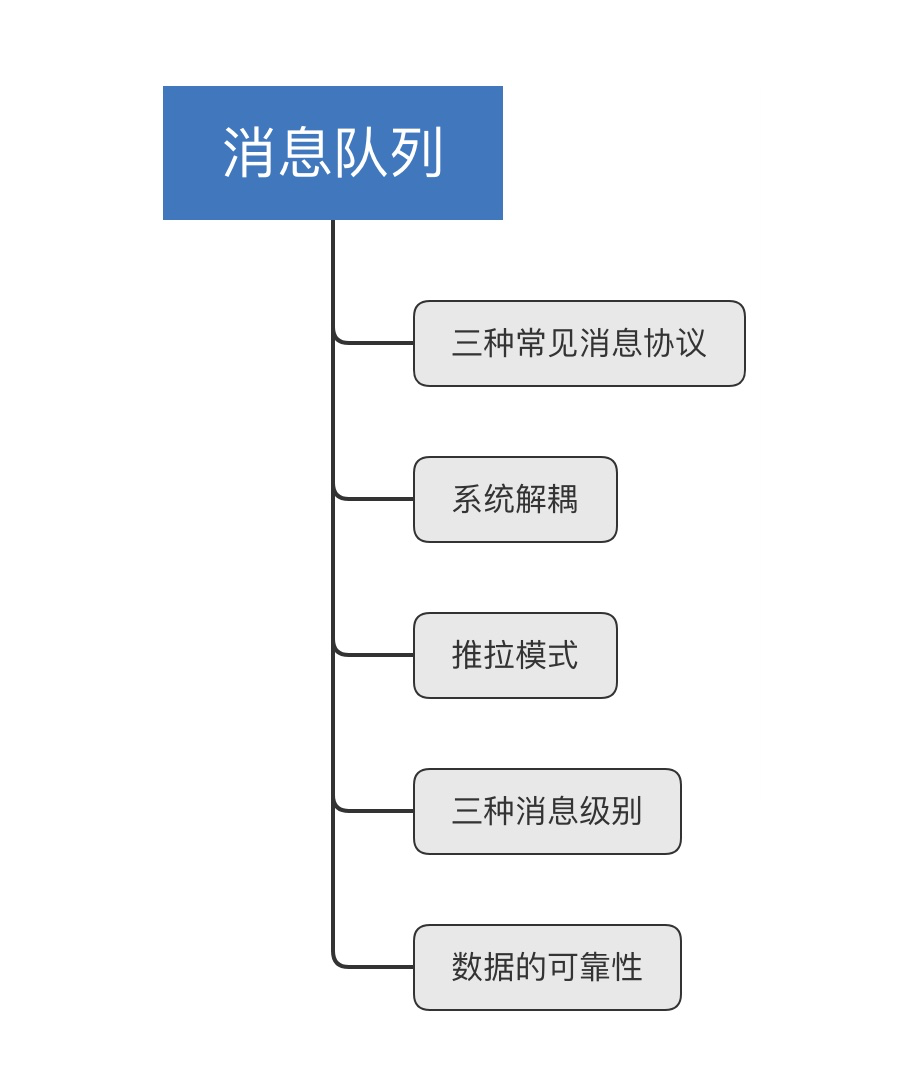 消息队列
三种常见消息协议
系统解耦
推拉模式
三种消息级别
数据的可靠性